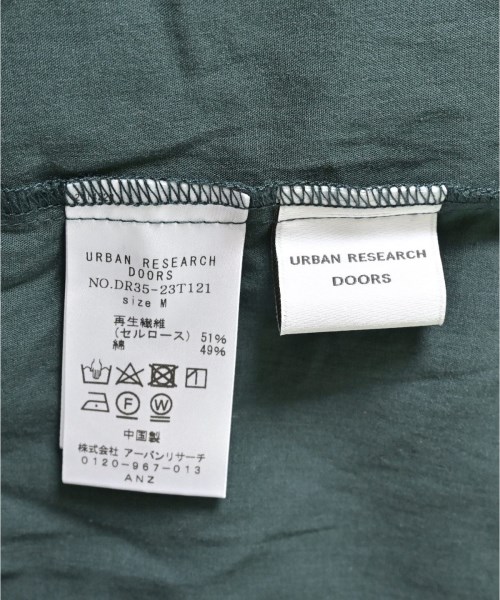 URBAN RESEARCH
DOORS
NO.DR35-23T121
size M
再生繊維
(セルロース) 51%
綿 49%
F W
中国製
株式会社 アーバンリサーチ
0120-967-013
ANZ
URBAN RESEARCH
DOORS